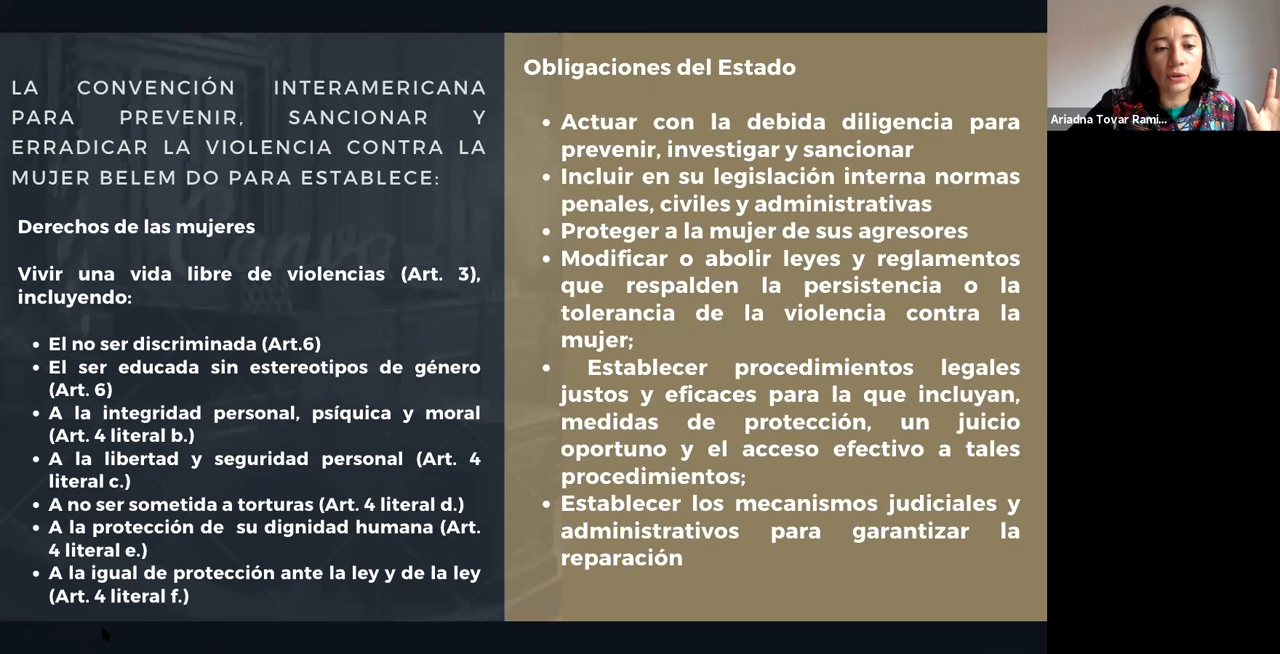 LA CONVENCIÓN INTERAMERICANA
PARA PREVENIR, SANCIONAR Y
ERRADICAR LA VIOLENCIA CONTRA LA
MUJER BELEM DO PARA ESTABLECE:
Derechos de las mujeres
Vivir una vida libre de violencias (Art. 3),
incluyendo:
• El no ser discriminada (Art.6)
• El ser educada sin estereotipos de género
(Art. 6)
• A la integridad personal, psíquica y moral
(Art. 4 literal b.)
• A la libertad y seguridad personal (Art. 4
literal c.)
• A no ser sometida a torturas (Art. 4 literal d.)
• A la protección de su dignidad humana (Art.
4 literal e.)
• A la igual de protección ante la ley y de la ley
(Art. 4 literal f.)
Obligaciones del Estado
• Actuar con la debida diligencia para
prevenir, investigar y sancionar
• Incluir en su legislación interna normas
penales, civiles y administrativas
• Proteger a la mujer de sus agresores
• Modificar o abolir leyes y reglamentos
que respalden la persistencia o la
tolerancia de la violencia contra la
mujer;
• Establecer procedimientos legales
justos y eficaces para la que incluyan,
medidas de protección, un juicio
oportuno y el acceso efectivo a tales
procedimientos;
• Establecer los mecanismos judiciales y
administrativos para garantizar la
reparación
Ariadna Tovar Rami...
Canva